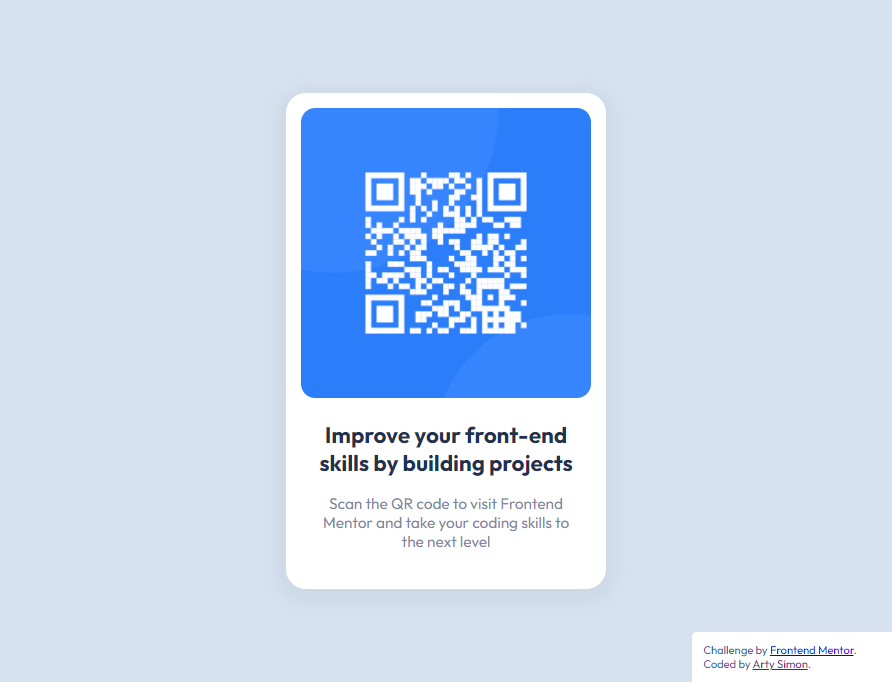 Improve your front-end
skills by building projects
Scan the QR code to visit Frontend
Mentor and take your coding skills to
the next level
Challenge by Frontend Mentor.
Coded by Arty Simon.